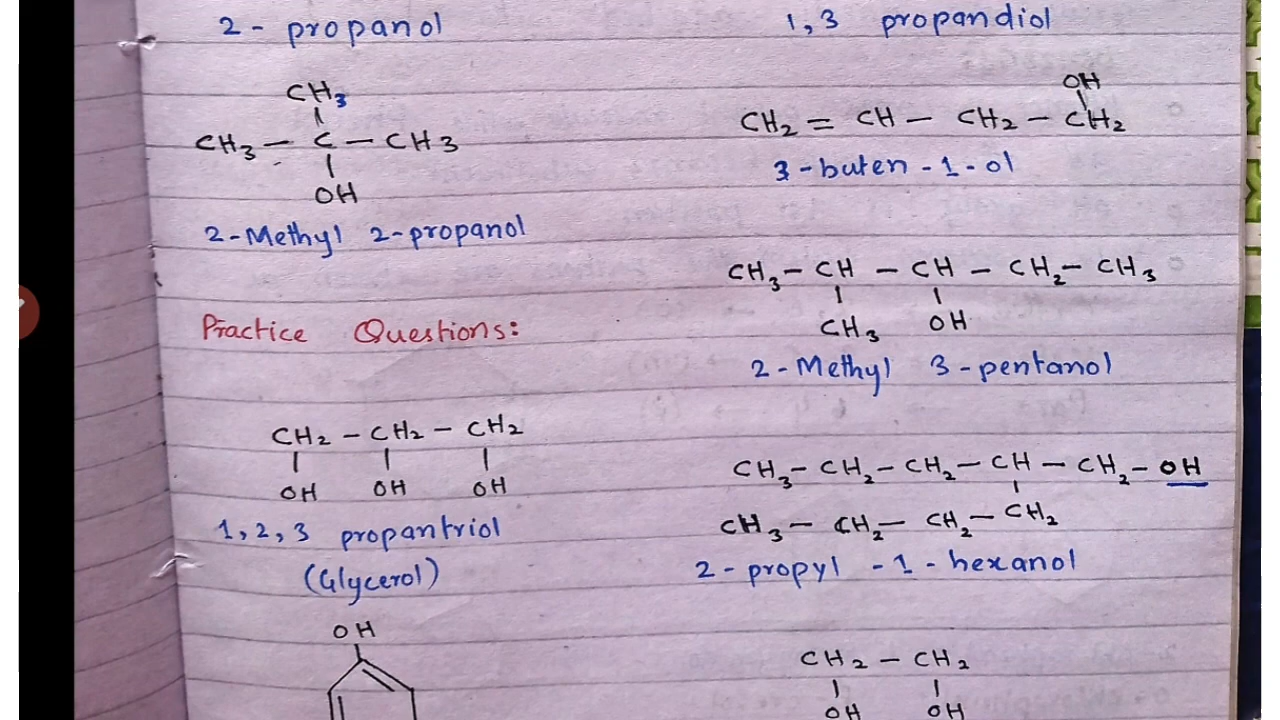 2 - propanol
CH3
CH3 – C – CH3
OH
2-Methyl 2-propanol
Practice Questions:
CH2 – CH2 – CH2
OH OH OH
1,2,3 propantriol
(Glycerol)
OH
1,3 propandiol
OH
CH2 = CH – CH2 – CH2
3-buten-1-ol
CH3 – CH – CH – CH2 – CH3
CH3 OH
2-Methyl 3-pentanol
CH3 – CH2 – CH2 – CH – CH2 – OH
CH3 – CH2 – CH2 – CH2
2-propyl -1-hexanol
CH2 – CH2
OH OH